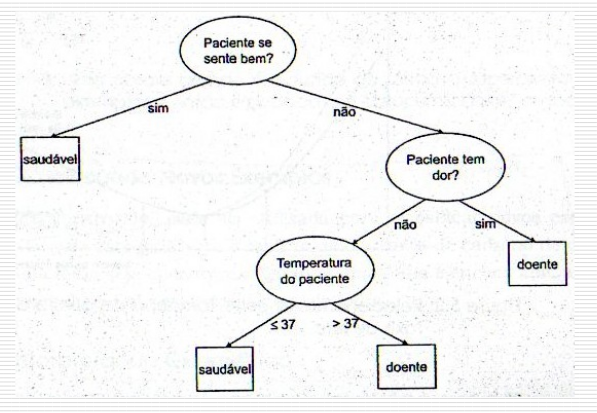 Paciente se
sente bem?
sim
não
saudável
Paciente tem
dor?
não
sim
Temperatura
do paciente
doente
≤ 37
> 37
saudável
doente